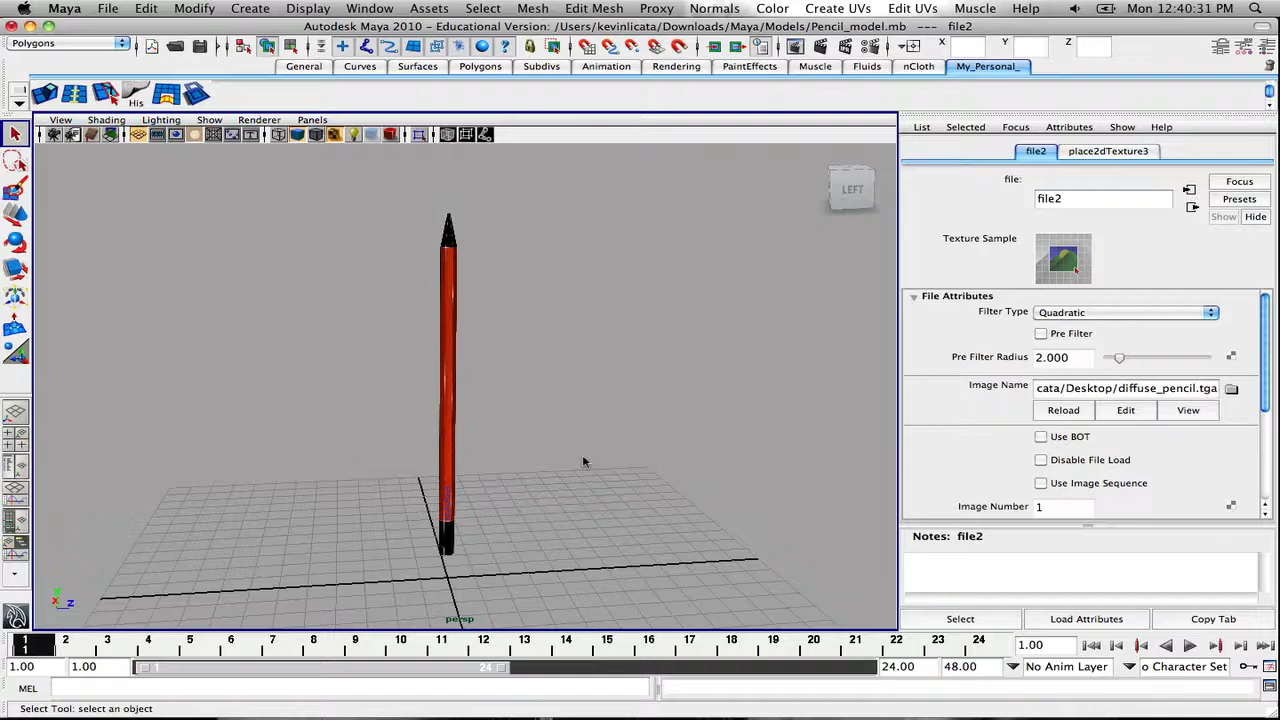 Maya File Edit Modify Create Display Window Assets Select Mesh Edit Mesh Proxy Normals Color Create UVs Edit UVs Muscle Help Mon 12:40:31 PM
Autodesk Maya 2010 - Educational Version: /Users/kevinlicata/Downloads/Maya/Models/Pencil_model.mb --- file2
Polygons X Y Z
General Curves Surfaces Polygons Subdivs Deformation Animation Rendering PaintEffects Muscle Fluids nCloth My_Personal_
His
View Shading Lighting Show Renderer Panels
List Selected Focus Attributes Show Help
file2 place2dTexture3
LEFT
file: file2
Focus
Presets
Show Hide
Texture Sample
File Attributes
Filter Type Quadratic
Pre Filter
Pre Filter Radius 2.000
Image Name cata/Desktop/diffuse_pencil.tga
Reload Edit View
Use BOT
Disable File Load
Use Image Sequence
Image Number 1
Notes: file2
y
x z
persp
Select Load Attributes Copy Tab
1 2 3 4 5 6 7 8 9 10 11 12 13 14 15 16 17 18 19 20 21 22 23 24 1.00
1
1.00 1.00 1 24 24.00 48.00 No Anim Layer o Character Set
MEL
Select Tool: select an object